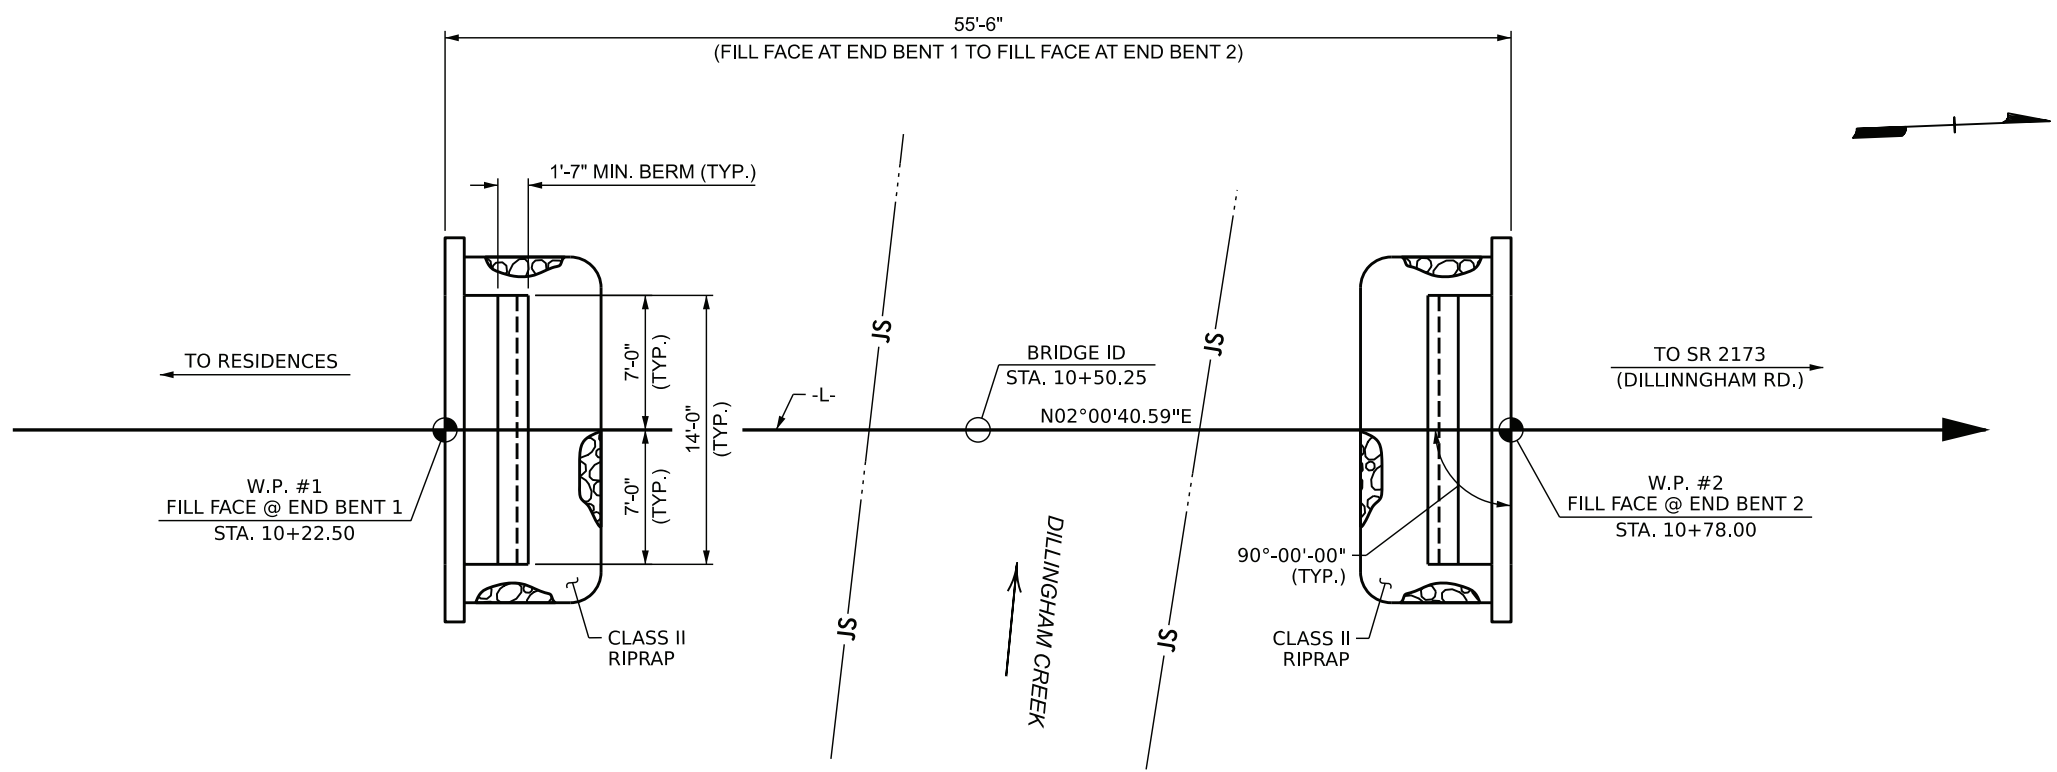 55'-6"
(FILL FACE AT END BENT 1 TO FILL FACE AT END BENT 2)
1'-7" MIN. BERM (TYP.)
JS
JS
TO RESIDENCES
7'-0"
(TYP.)
14'-0"
(TYP.)
7'-0"
(TYP.)
-L-
BRIDGE ID
STA. 10+50.25
N02°00'40.59"E
TO SR 2173
(DILLINNGHAM RD.)
W.P. #1
FILL FACE @ END BENT 1
STA. 10+22.50
W.P. #2
FILL FACE @ END BENT 2
STA. 10+78.00
90°-00'-00"
(TYP.)
DILLINGHAM CREEK
JS
JS
CLASS II
RIPRAP
CLASS II
RIPRAP